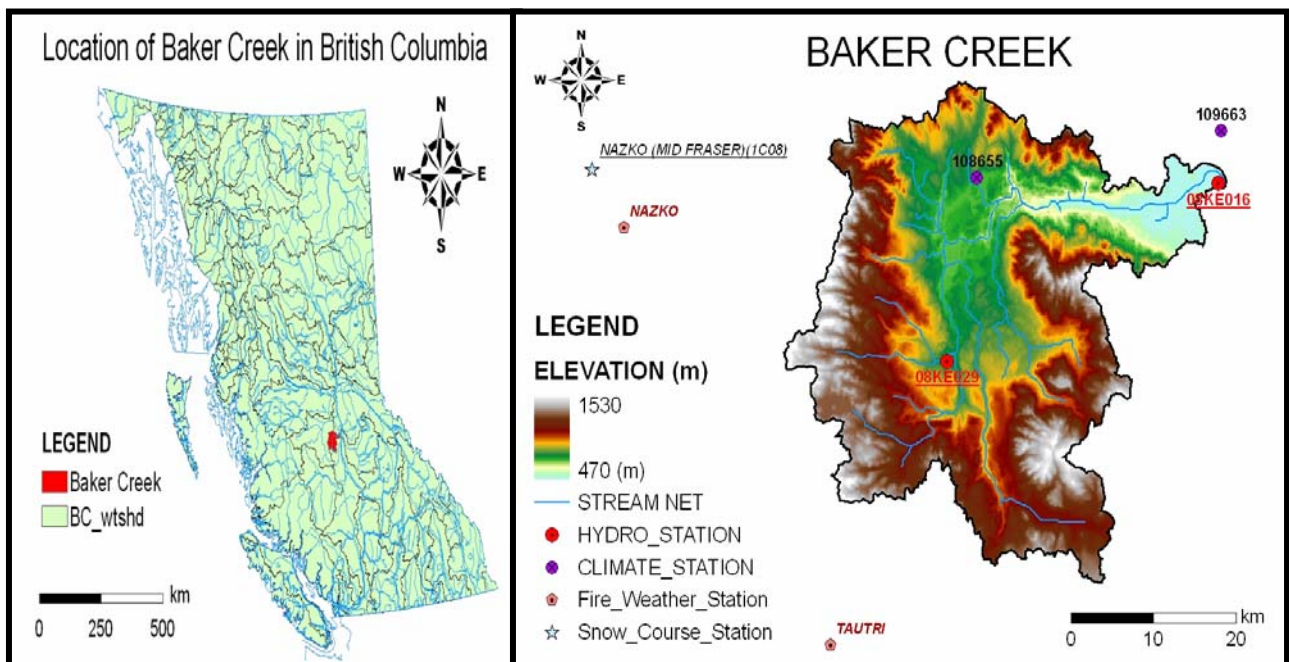 Location of Baker Creek in British Columbia
N
W E
S
LEGEND
Baker Creek
BC_wtshd
km
0 250 500
BAKER CREEK
N
W E
S
NAZKO (MID FRASER)(1C08)
NAZKO
109663
108655
08KE016
08KE029
LEGEND
ELEVATION (m)
1530
470 (m)
STREAM NET
HYDRO_STATION
CLIMATE_STATION
Fire_Weather_Station
Snow_Course_Station
TAUTRI
km
0 10 20